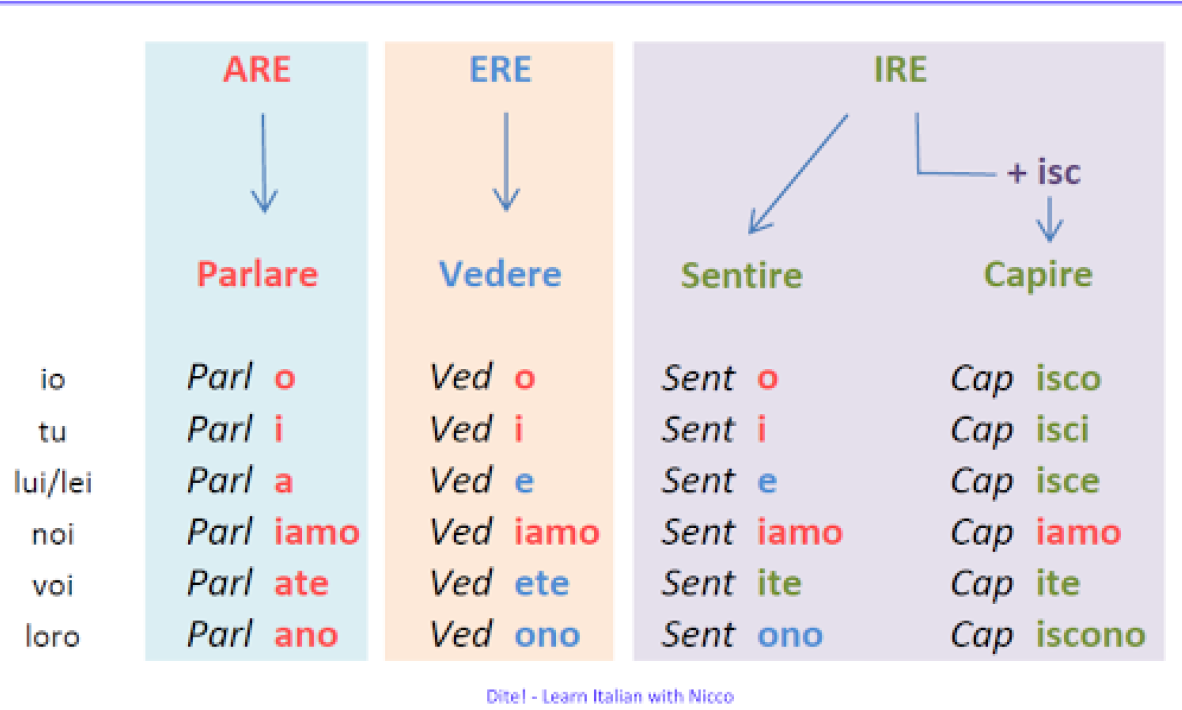 ARE ERE IRE
+ isc
Parlare Vedere Sentire Capire
io Parl o Ved o Sent o Cap isco
tu Parl i Ved i Sent i Cap isci
lui/lei Parl a Ved e Sent e Cap isce
noi Parl iamo Ved iamo Sent iamo Cap iamo
voi Parl ate Ved ete Sent ite Cap ite
loro Parl ano Ved ono Sent ono Cap iscono
Dite! - Learn Italian with Nicco